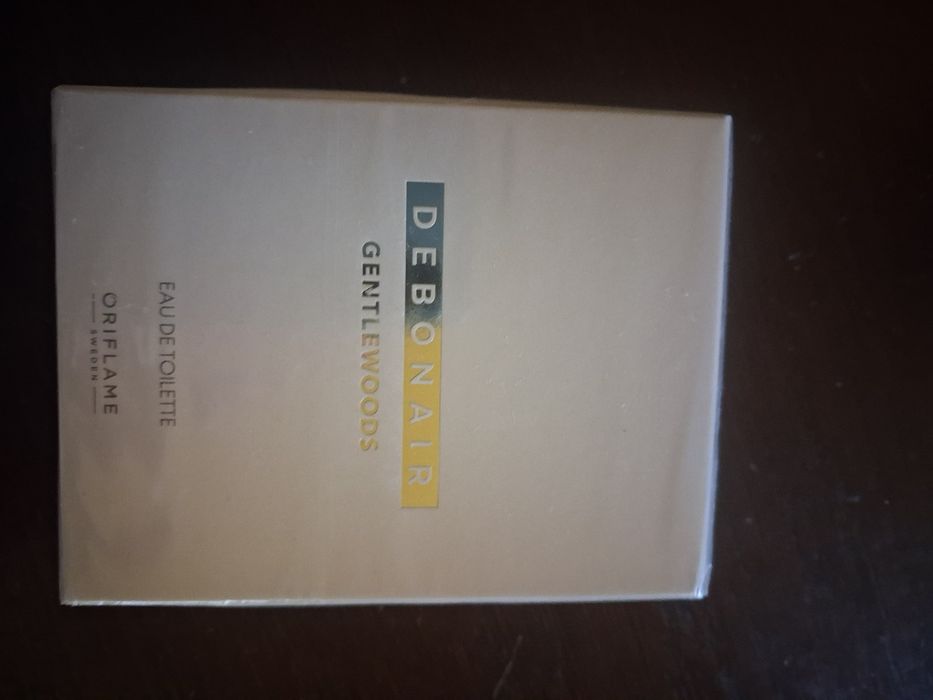 DEBONAIR
GENTLEWOODS
EAU DE TOILETTE
ORIFLAME
SWEDEN